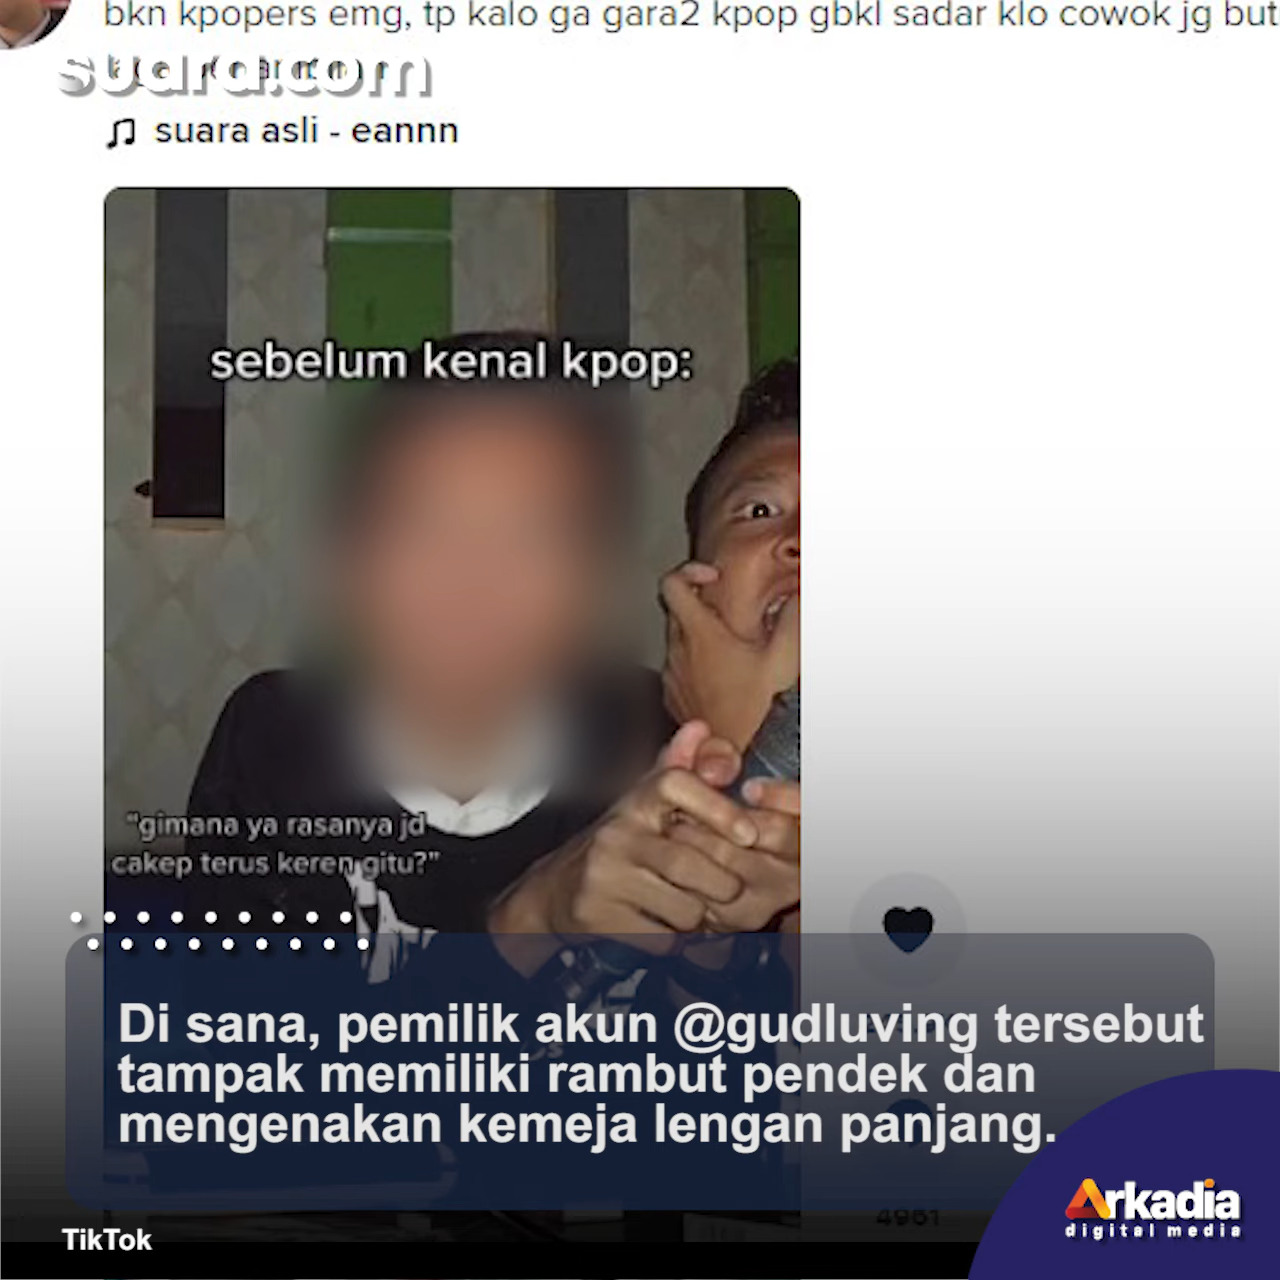 bkn kpopers emg, tp kalo ga gara2 kpop gbkl sadar klo cowok jg but
suara.com
suara asli - eannn
sebelum kenal kpop:
"gimana ya rasanya jd
cakep terus keren gitu?"
Di sana, pemilik akun @gudluving tersebut
tampak memiliki rambut pendek dan
mengenakan kemeja lengan panjang.
4961
TikTok
Arkadia
digital media